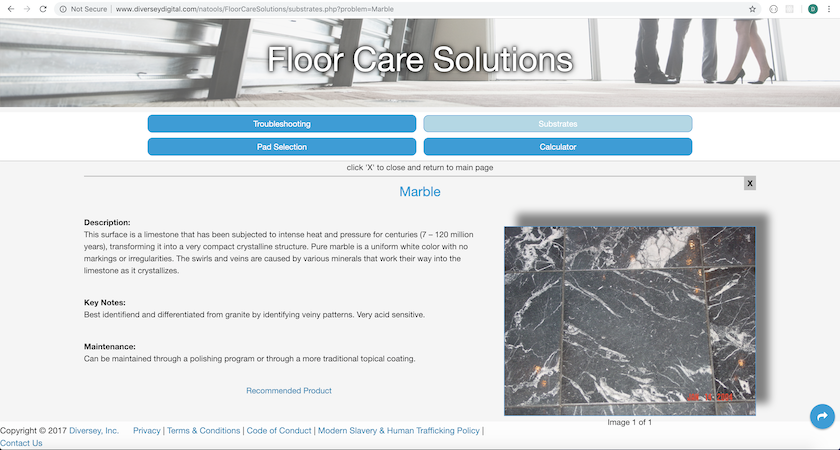 Not Secure | www.diverseydigital.com/natools/FloorCareSolutions/substrates.php?problem=Marble
D
Floor Care Solutions
Troubleshooting
Substrates
Pad Selection
Calculator
click 'X' to close and return to main page
X
Marble
Description:
This surface is a limestone that has been subjected to intense heat and pressure for centuries (7 – 120 million
years), transforming it into a very compact crystalline structure. Pure marble is a uniform white color with no
markings or irregularities. The swirls and veins are caused by various minerals that work their way into the
limestone as it crystallizes.
Key Notes:
Best identifiend and differentiated from granite by identifying veiny patterns. Very acid sensitive.
Maintenance:
Can be maintained through a polishing program or through a more traditional topical coating.
Recommended Product
Image 1 of 1
Copyright © 2017 Diversey, Inc. Privacy | Terms & Conditions | Code of Conduct | Modern Slavery & Human Trafficking Policy |
Contact Us